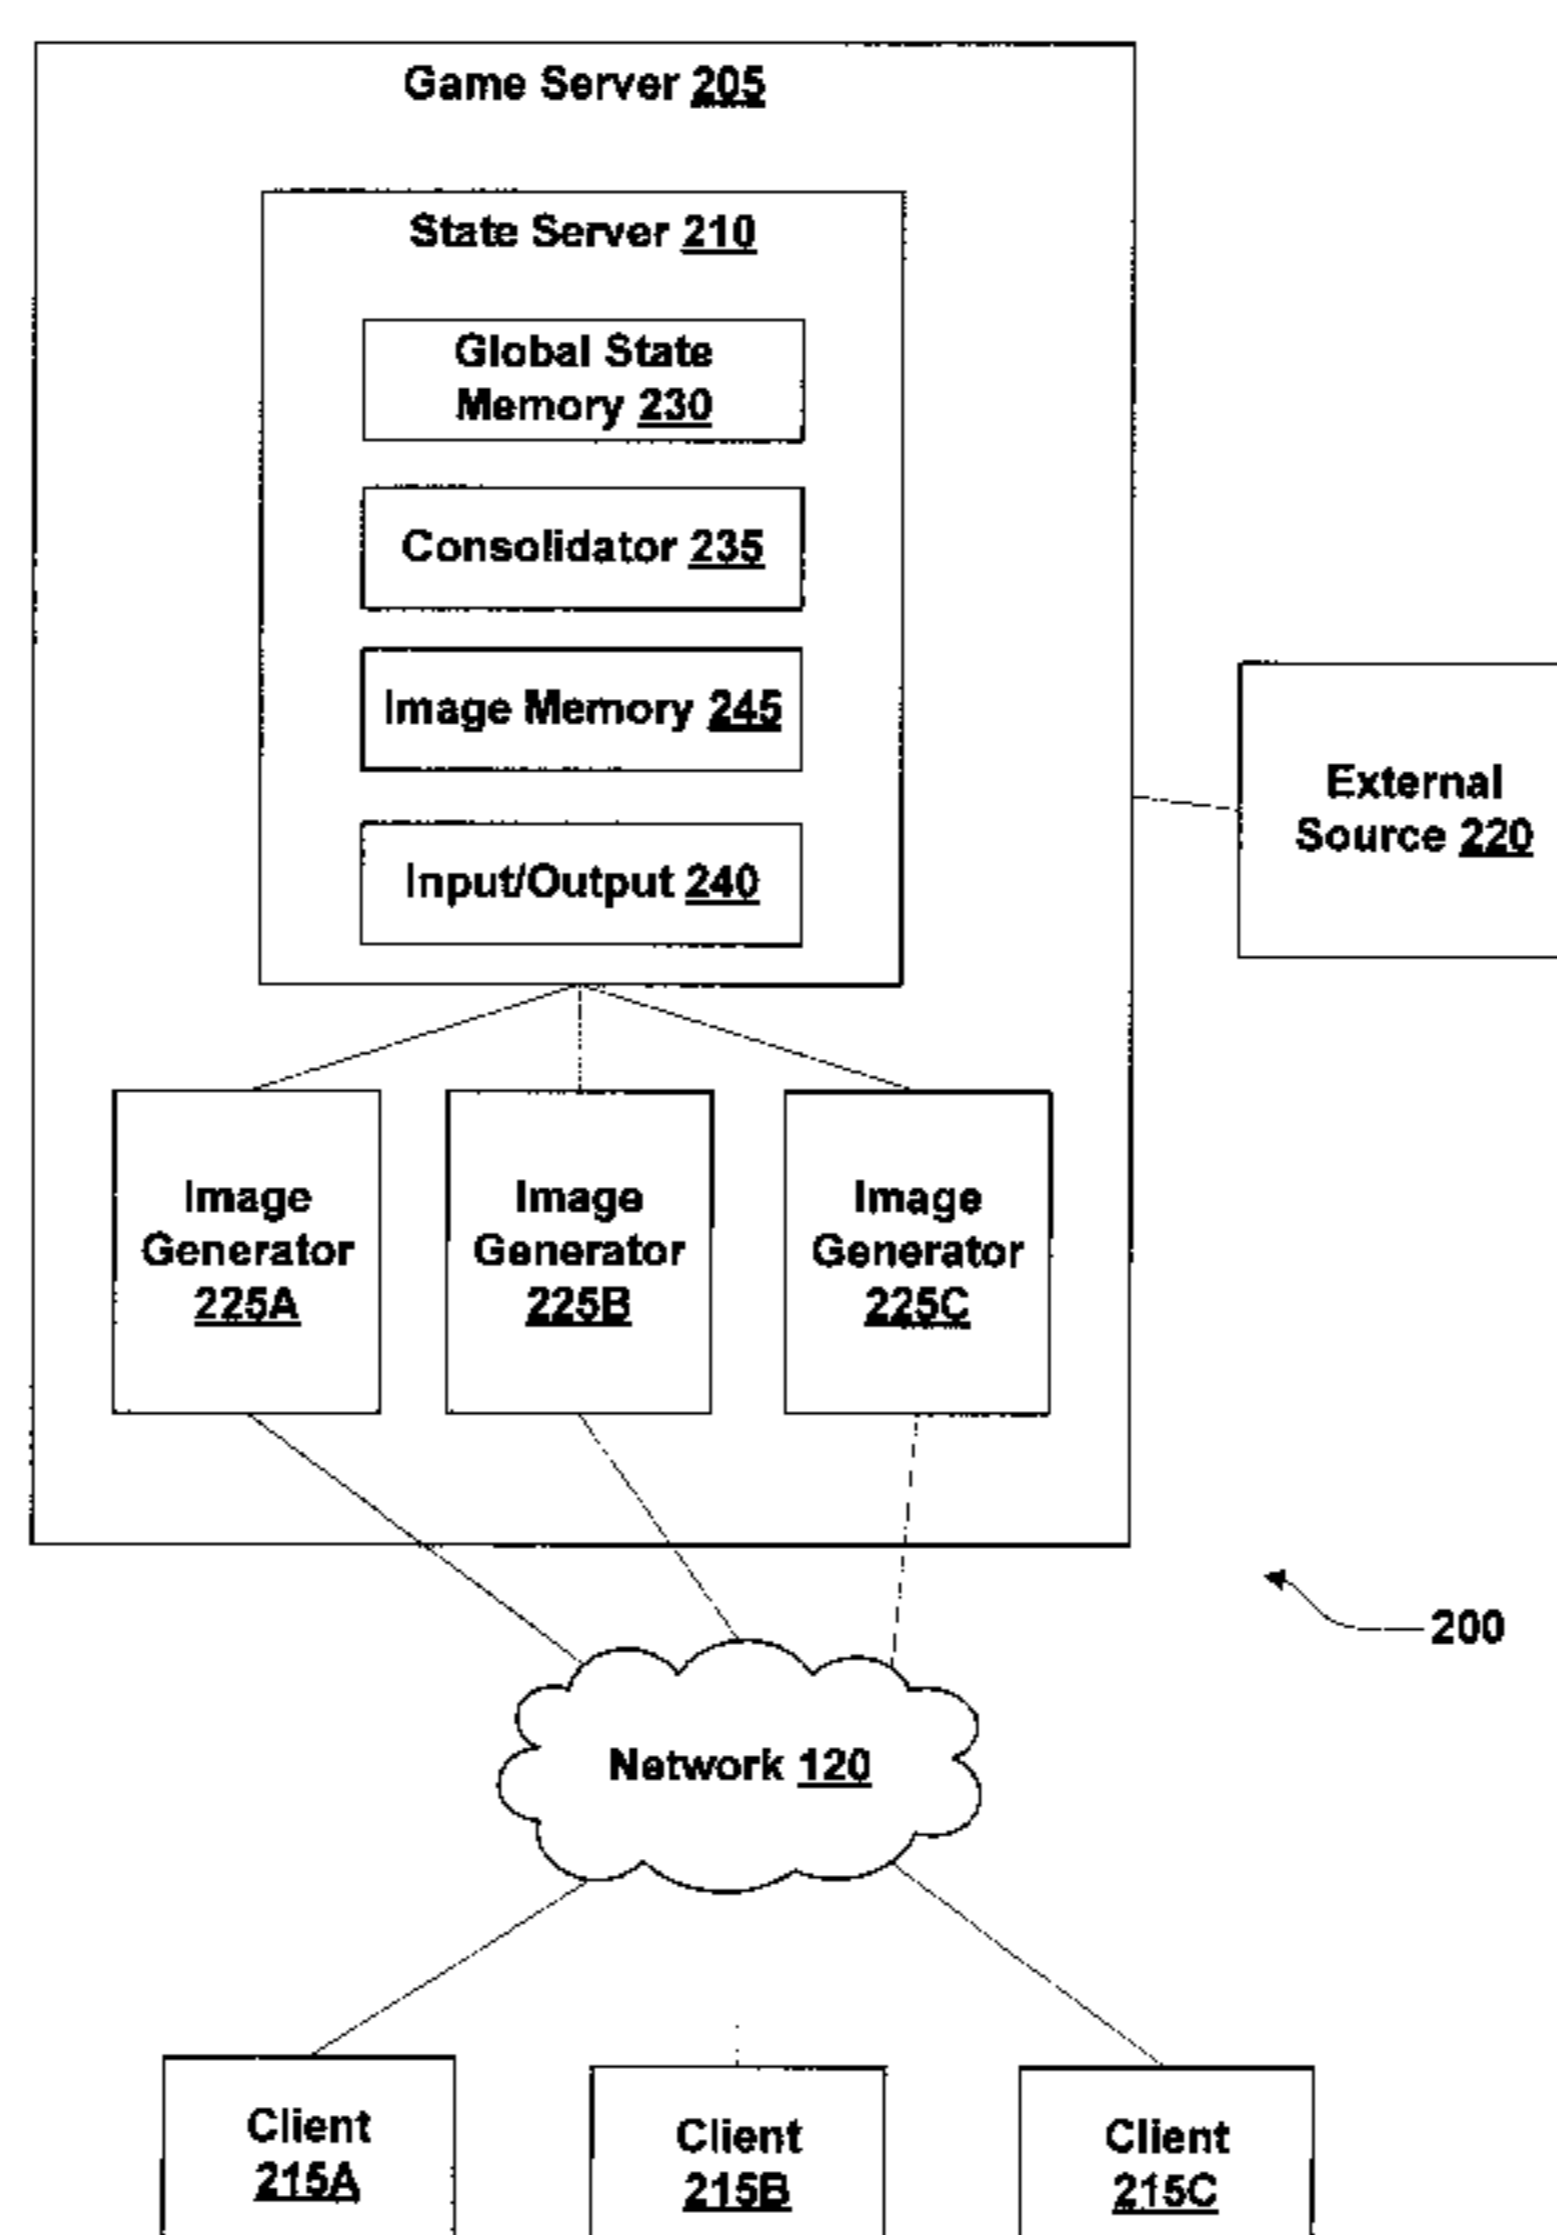 Game Server 205
State Server 210
Global State
Memory 230
Consolidator 235
Image Memory 245
Input/Output 240
External
Source 220
Image
Generator
225A
Image
Generator
225B
Image
Generator
225C
200
Network 120
Client
215A
Client
215B
Client
215C